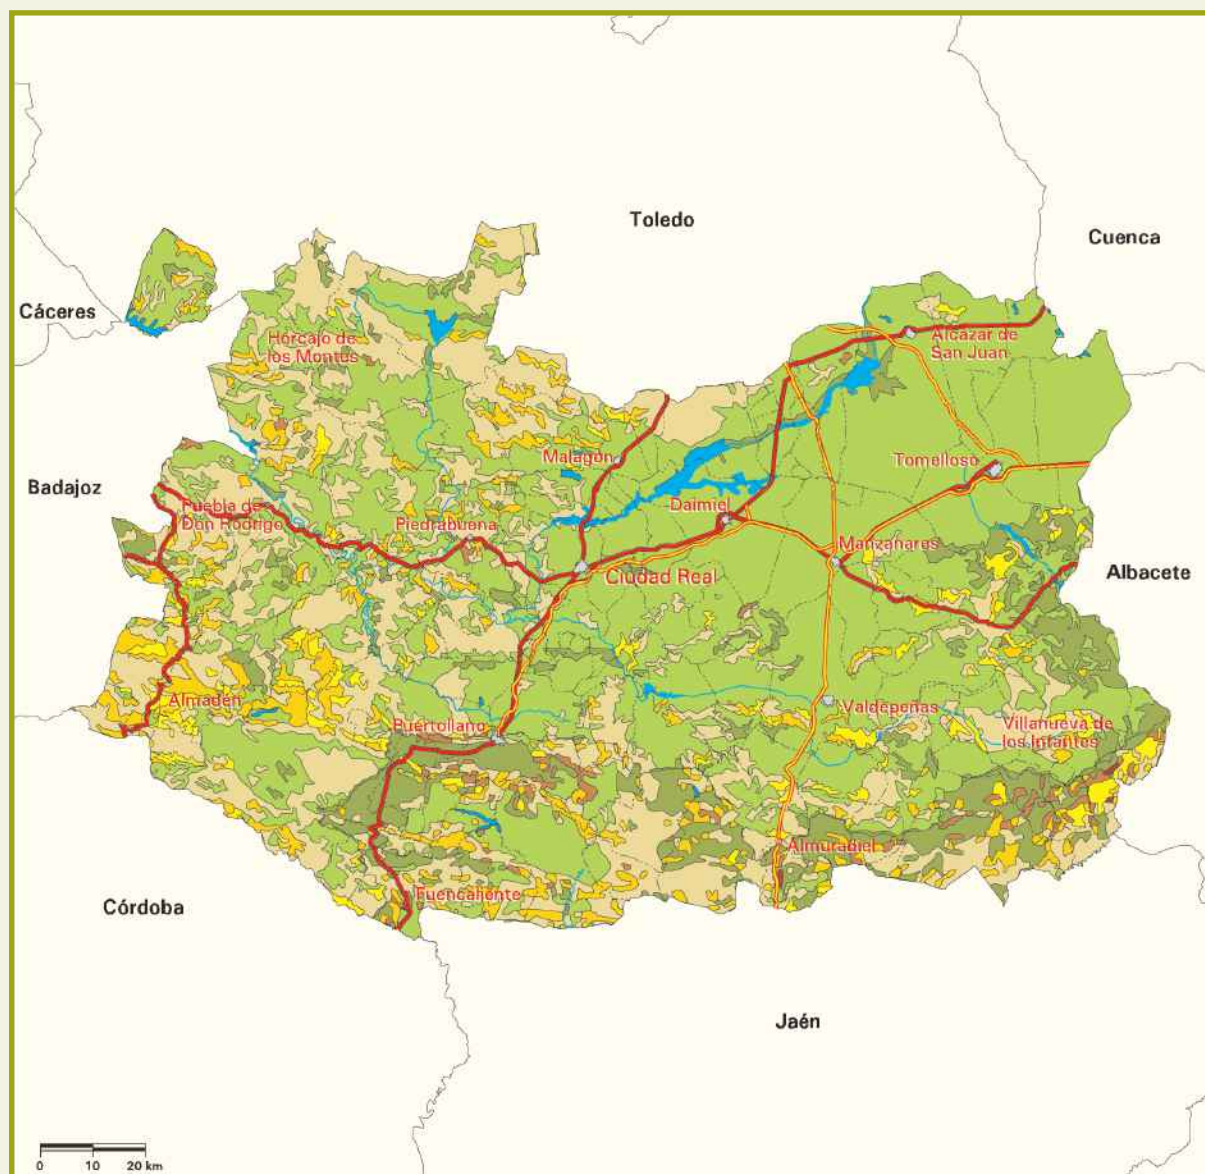 Toledo
Cuenca
Cáceres
Horcajo de
los Montes
Alcázar de
San Juan
Malagón
Tomelloso
Badajoz
Puebla de
Don Rodrigo
Piedrabuena
Daimiel
Manzanares
Ciudad Real
Albacete
Almadén
Valdepeñas
Puertollano
Villanueva de
los Infantes
Almuradiel
Fuencaliente
Córdoba
Jaén
0 10 20 km